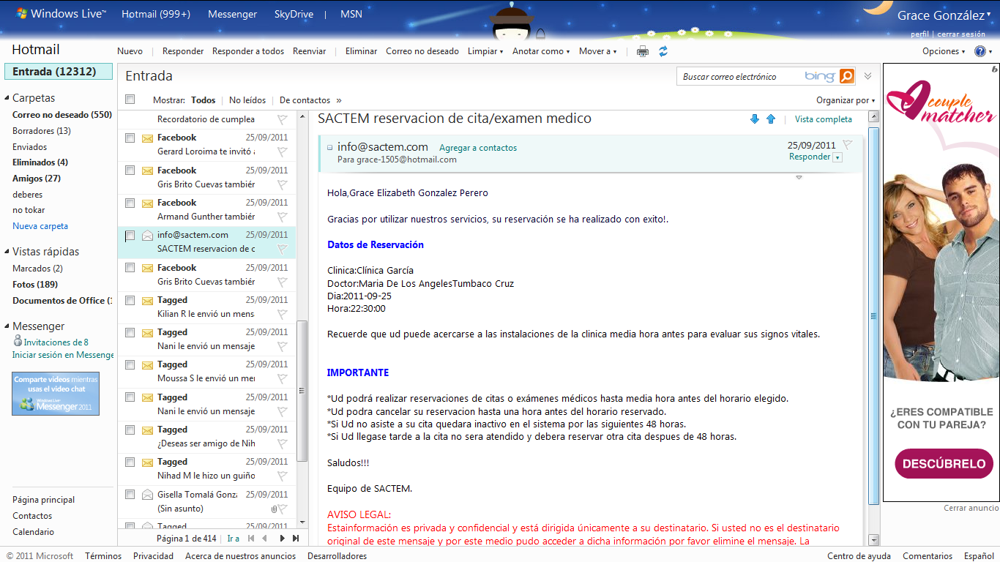 Windows Live™ Hotmail (999+) Messenger SkyDrive | MSN
Grace González
perfil | cerrar sesión
Hotmail
Nuevo | Responder Responder a todos Reenviar | Eliminar Correo no deseado Limpiar Anotar como Mover a | Opciones
Entrada (12312)
Carpetas
Correo no deseado (550)
Borradores (13)
Enviados
Eliminados (4)
Amigos (27)
deberes
no tokar
Nueva carpeta
Vistas rápidas
Marcados (2)
Fotos (189)
Documentos de Office (
Messenger
Invitaciones de 8
Iniciar sesión en Messenge
Comparte vídeos mientras
usas el video chat
Windows Live
Messenger 2011
Página principal
Contactos
Calendario
Entrada
Buscar correo electrónico bing
Mostrar: Todos | No leídos | De contactos »
Organizar por
Recordatorio de cumplea
Facebook 25/09/2011
Gerard Loroima te invitó a
Facebook 25/09/2011
Gris Brito Cuevas tambiér
Facebook 25/09/2011
Armand Gunther tambiér
info@sactem.com 25/09/2011
SACTEM reservacion de c
Facebook 25/09/2011
Gris Brito Cuevas tambiér
Tagged 25/09/2011
Kilian R le envió un mens
Tagged 25/09/2011
Nani le envió un mensaje
Tagged 25/09/2011
Moussa S le envió un mer
Tagged 25/09/2011
Nani le envió un mensaje
Tagged 25/09/2011
¿Deseas ser amigo de Nih
Tagged 25/09/2011
Nihad M le hizo un guiño
Gisella Tomalá Gonza 25/09/2011
(Sin asunto)
Tagged 25/09/2011
Página 1 de 414 | Ir a
SACTEM reservacion de cita/examen medico
| Vista completa
info@sactem.com Agregar a contactos
25/09/2011
Para grace-1505@hotmail.com
Responder
Hola,Grace Elizabeth Gonzalez Perero
Gracias por utilizar nuestros servicios, su reservación se ha realizado con exito!.
Datos de Reservación
Clinica:Clínica García
Doctor:Maria De Los AngelesTumbaco Cruz
Dia:2011-09-25
Hora:22:30:00
Recuerde que ud puede acercarse a las instalaciones de la clinica media hora antes para evaluar sus signos vitales.
IMPORTANTE
*Ud podrá realizar reservaciones de citas o exámenes médicos hasta media hora antes del horario elegido.
*Ud podra cancelar su reservacion hasta una hora antes del horario reservado.
*Si Ud no asiste a su cita quedara inactivo en el sistema por las siguientes 48 horas.
*Si Ud llegase tarde a la cita no sera atendido y debera reservar otra cita despues de 48 horas.
Saludos!!!
Equipo de SACTEM.
AVISO LEGAL:
Estainformación es privada y confidencial y está dirigida únicamente a su destinatario. Si usted no es el destinatario
original de este mensaje y por este medio pudo acceder a dicha información por favor elimine el mensaje. La
couple
matcher
¿ERES COMPATIBLE
CON TU PAREJA?
DESCÚBRELO
Cerrar anuncio
© 2011 Microsoft Términos Privacidad Acerca de nuestros anuncios Desarrolladores
Centro de ayuda Comentarios Español